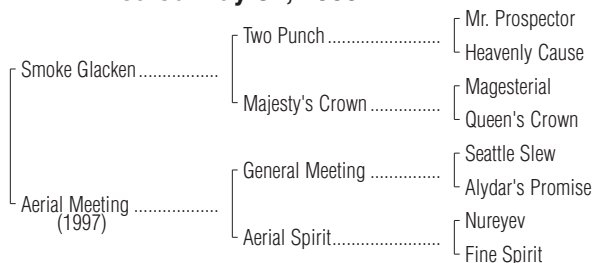 Mr. Prospector
Two Punch
Heavenly Cause
Smoke Glacken
Magesterial
Majesty's Crown
Queen's Crown
Seattle Slew
General Meeting
Alydar's Promise
Aerial Meeting
(1997)
Nureyev
Aerial Spirit
Fine Spirit